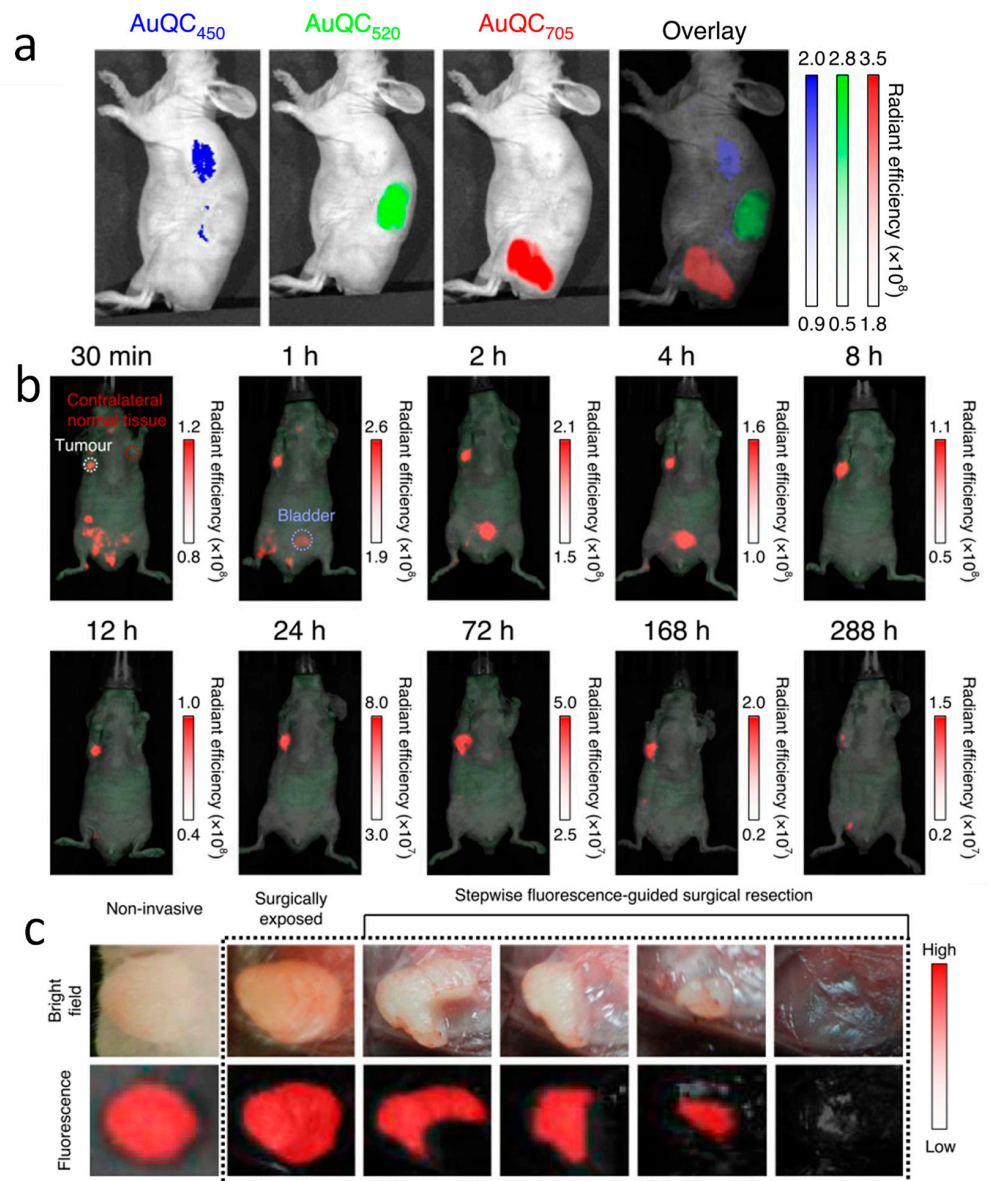 a
AuQC450
AuQC520
AuQC705
Overlay
2.0 2.8 3.5
Radiant efficiency (×10⁸)
0.9 0.5 1.8
b
30 min
1 h
2 h
4 h
8 h
Contralateral
normal tissue
Tumour
Bladder
1.2
Radiant efficiency (×10⁸)
0.8
2.6
Radiant efficiency (×10⁸)
1.9
2.1
Radiant efficiency (×10⁸)
1.5
1.6
Radiant efficiency (×10⁸)
1.0
1.1
Radiant efficiency (×10⁸)
0.5
12 h
24 h
72 h
168 h
288 h
1.0
Radiant efficiency (×10⁸)
0.4
8.0
Radiant efficiency (×10⁷)
3.0
5.0
Radiant efficiency (×10⁷)
2.5
2.0
Radiant efficiency (×10⁷)
0.2
1.5
Radiant efficiency (×10⁷)
0.2
c
Non-invasive
Surgically
exposed
Stepwise fluorescence-guided surgical resection
Bright
field
Fluorescence
High
Low